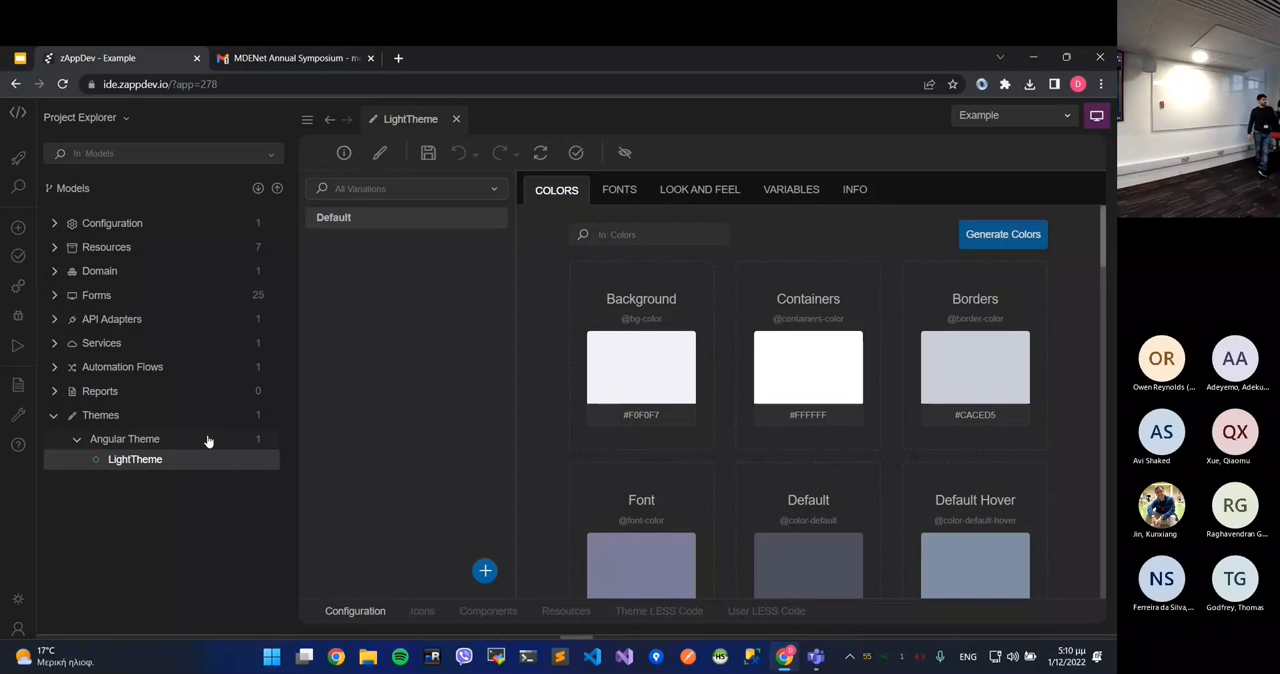 zAppDev - Example
MDENet Annual Symposium - me
ide.zappdev.io/?app=278
D
Project Explorer
LightTheme
Example
In Models
Models
Configuration 1
Resources 7
Domain 1
Forms 25
API Adapters 1
Services 1
Automation Flows 1
Reports 0
Themes 1
Angular Theme 1
LightTheme
All Variations
Default
COLORS FONTS LOOK AND FEEL VARIABLES INFO
In Colors
Generate Colors
Background
@bg-color
#F0F0F7
Containers
@containers-color
#FFFFFF
Borders
@border-color
#CACED5
Font
@font-color
Default
@color-default
Default Hover
@color-default-hover
Configuration Icons Components Resources Theme LESS Code User LESS Code
OR
Owen Reynolds (...
AA
Adeyemo, Adeku...
AS
Avi Shaked
QX
Xue, Qiaomu
Jin, Kunxiang
RG
Raghavendran G...
NS
Ferreira da Silva,...
TG
Godfrey, Thomas
17°C
Μερική ηλιοφ.
HS
55
1
ENG
5:10 μμ
1/12/2022